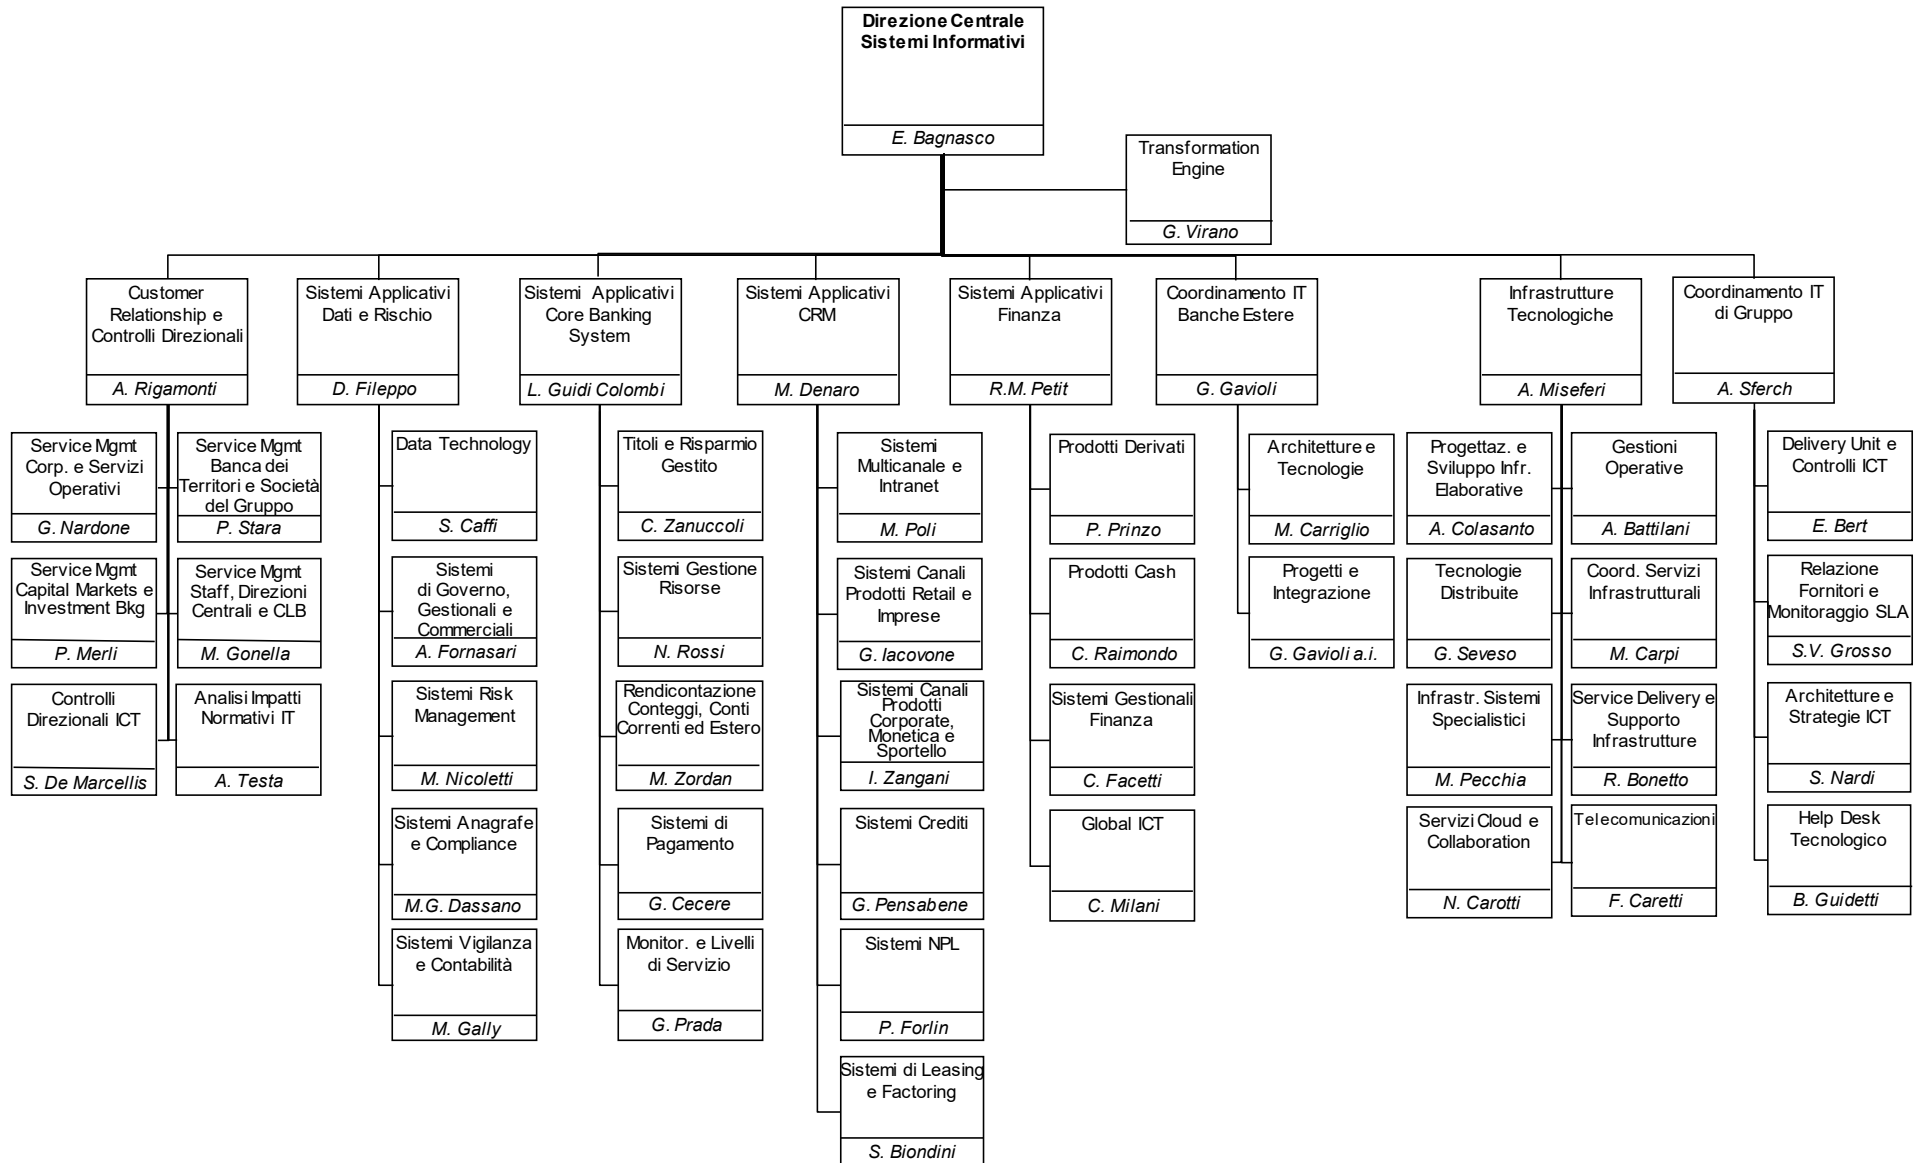 Direzione Centrale
Sistemi Informativi
E. Bagnasco
Transformation
Engine
G. Virano
Customer
Relationship e
Controlli Direzionali
A. Rigamonti
Sistemi Applicativi
Dati e Rischio
D. Fileppo
Sistemi Applicativi
Core Banking
System
L. Guidi Colombi
Sistemi Applicativi
CRM
M. Denaro
Sistemi Applicativi
Finanza
R.M. Petit
Coordinamento IT
Banche Estere
G. Gavioli
Infrastrutture
Tecnologiche
A. Miseferi
Coordinamento IT
di Gruppo
A. Sferch
Service Mgmt
Corp. e Servizi
Operativi
G. Nardone
Service Mgmt
Banca dei
Territori e Società
del Gruppo
P. Stara
Service Mgmt
Capital Markets e
Investment Bkg
P. Merli
Service Mgmt
Staff, Direzioni
Centrali e CLB
M. Gonella
Controlli
Direzionali ICT
S. De Marcellis
Analisi Impatti
Normativi IT
A. Testa
Data Technology
S. Caffi
Sistemi
di Governo,
Gestionali e
Commerciali
A. Fornasari
Sistemi Risk
Management
M. Nicoletti
Sistemi Anagrafe
e Compliance
M.G. Dassano
Sistemi Vigilanza
e Contabilità
M. Gally
Titoli e Risparmio
Gestito
C. Zanuccoli
Sistemi Gestione
Risorse
N. Rossi
Rendicontazione
Conteggi, Conti
Correnti ed Estero
M. Zordan
Sistemi di
Pagamento
G. Cecere
Monitor. e Livelli
di Servizio
G. Prada
Sistemi
Multicanale e
Intranet
M. Poli
Sistemi Canali
Prodotti Retail e
Imprese
G. Iacovone
Sistemi Canali
Prodotti
Corporate,
Monetica e
Sportello
I. Zangani
Sistemi Crediti
G. Pensabene
Sistemi NPL
P. Forlin
Sistemi di Leasing
e Factoring
S. Biondini
Prodotti Derivati
P. Prinzo
Prodotti Cash
C. Raimondo
Sistemi Gestionali
Finanza
C. Facetti
Global ICT
C. Milani
Architetture e
Tecnologie
M. Carriglio
Progetti e
Integrazione
G. Gavioli a.i.
Progettaz. e
Sviluppo Infr.
Elaborative
A. Colasanto
Gestioni
Operative
A. Battilani
Tecnologie
Distribuite
G. Seveso
Coord. Servizi
Infrastrutturali
M. Carpi
Infrastr. Sistemi
Specialistici
M. Pecchia
Service Delivery e
Supporto
Infrastrutture
R. Bonetto
Servizi Cloud e
Collaboration
N. Carotti
Telecomunicazioni
F. Caretti
Delivery Unit e
Controlli ICT
E. Bert
Relazione
Fornitori e
Monitoraggio SLA
S.V. Grosso
Architetture e
Strategie ICT
S. Nardi
Help Desk
Tecnologico
B. Guidetti